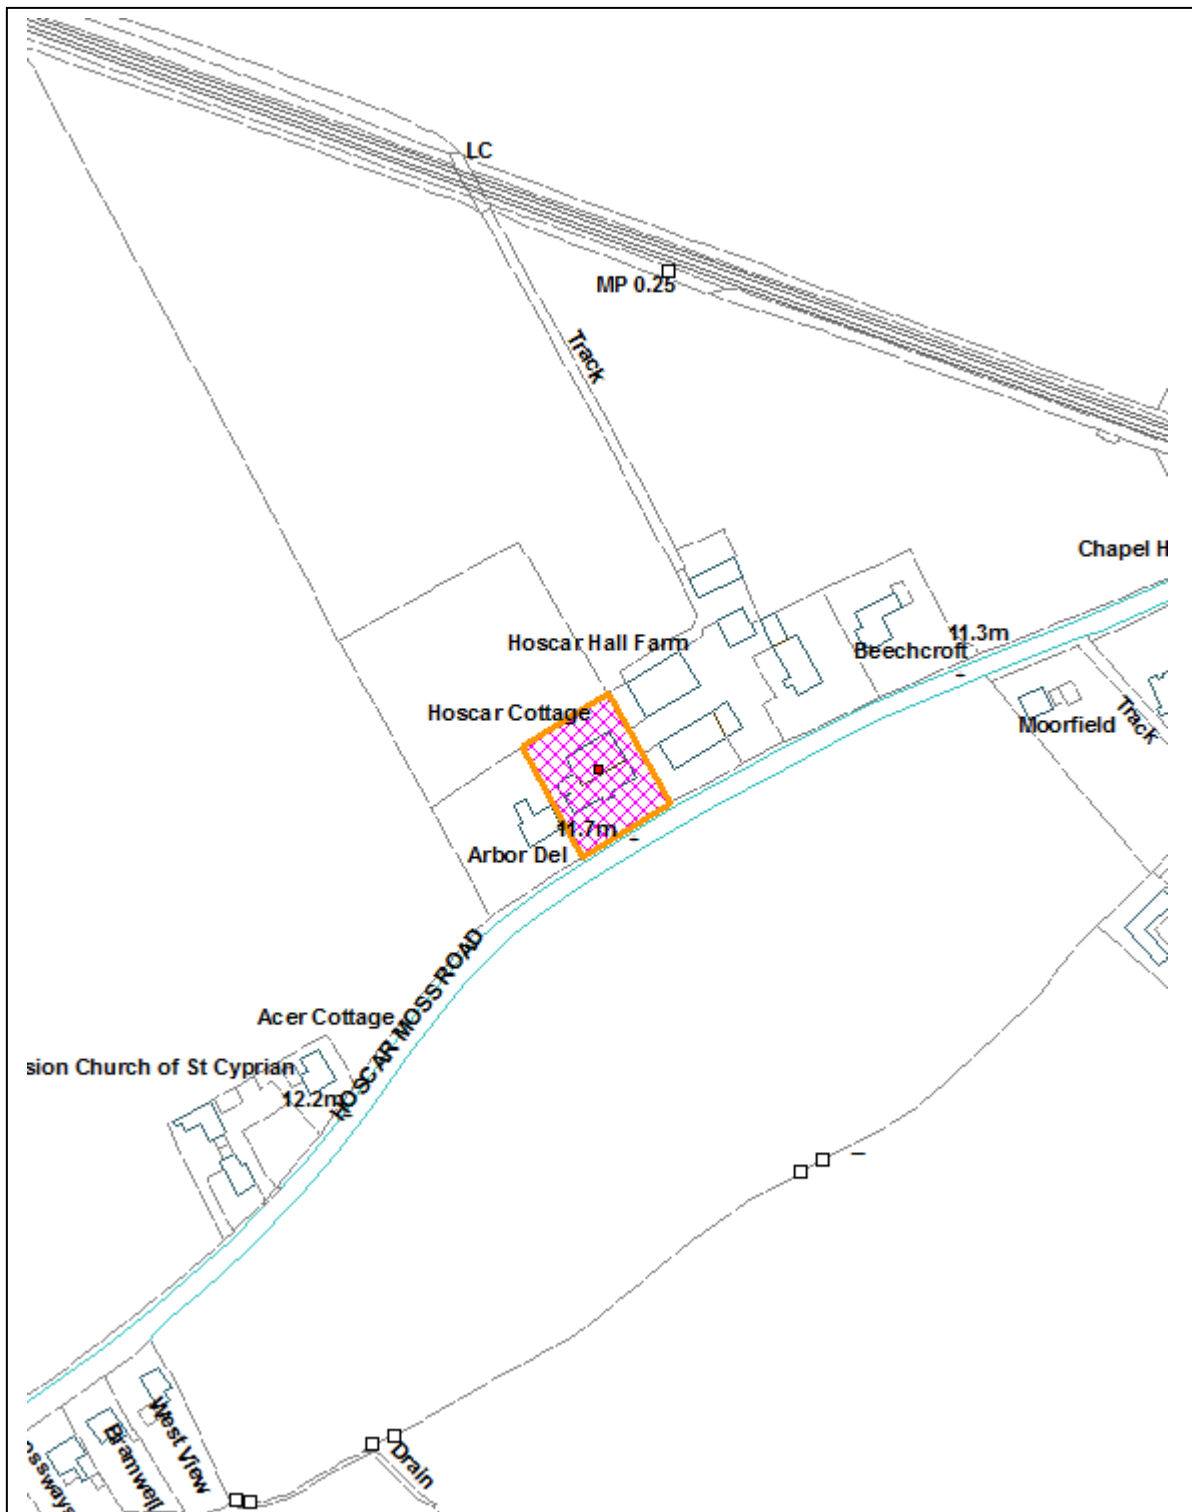 LC
MP 0.25
Track
Chapel H
Hoscar Hall Farm
11.3m
Beechcroft
Hoscar Cottage
Moorfield
Track
11.7m
Arbor Del
HOSCAR MOSS ROAD
Acer Cottage
sion Church of St Cyprian
12.2m
West View
Bramwell
ossways
Drain